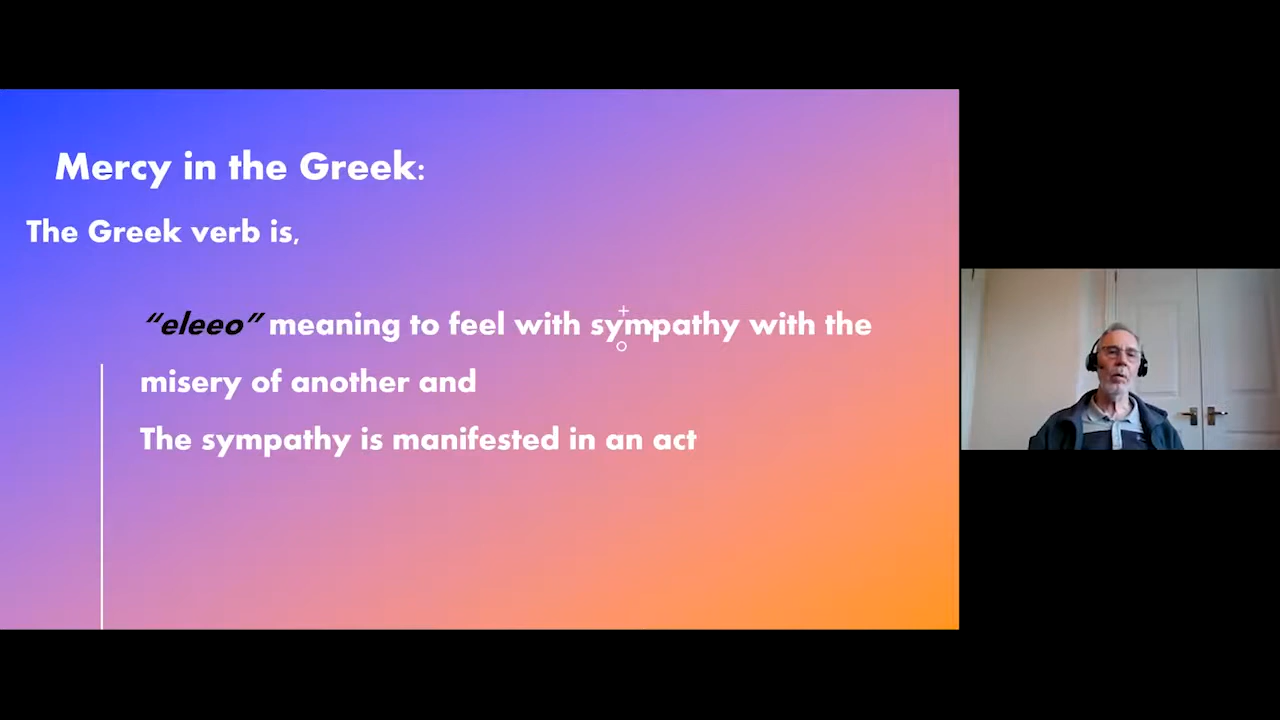 Mercy in the Greek:
The Greek verb is,
“eleeo” meaning to feel with sympathy with the
misery of another and
The sympathy is manifested in an act